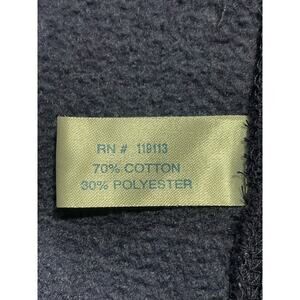 RN # 119113
70% COTTON
30% POLYESTER